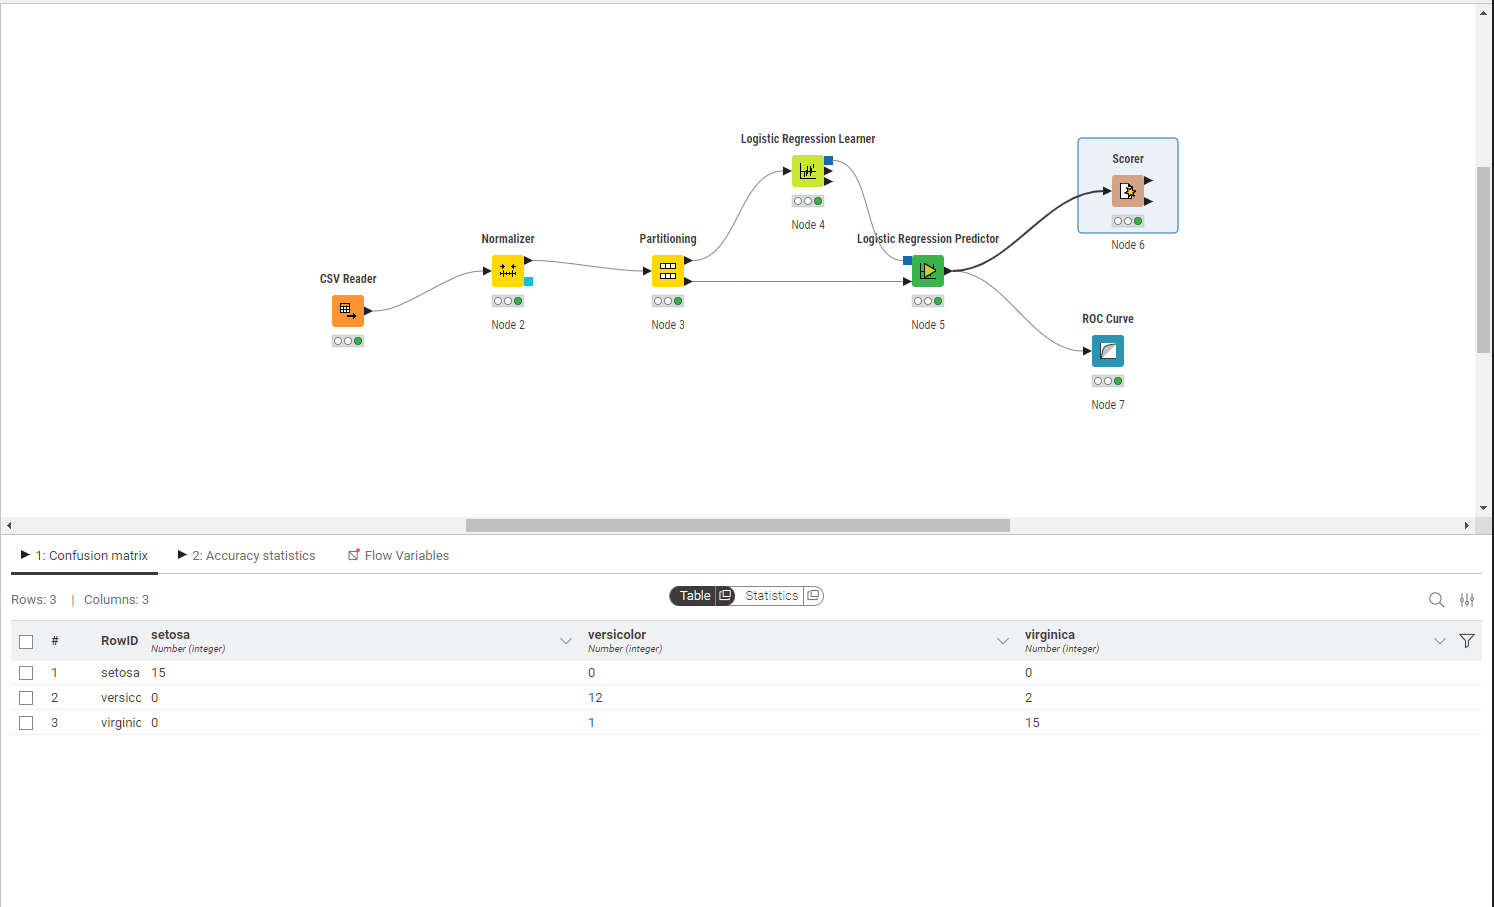 Logistic Regression Learner
Scorer
Node 4
Node 6
Normalizer
Partitioning
Logistic Regression Predictor
CSV Reader
Node 2
Node 3
Node 5
ROC Curve
Node 7
1: Confusion matrix 2: Accuracy statistics Flow Variables
Rows: 3 | Columns: 3
Table Statistics
# RowID setosa versicolor virginica
Number (integer) Number (integer) Number (integer)
1 setosa 15 0 0
2 versicc 0 12 2
3 virginic 0 1 15